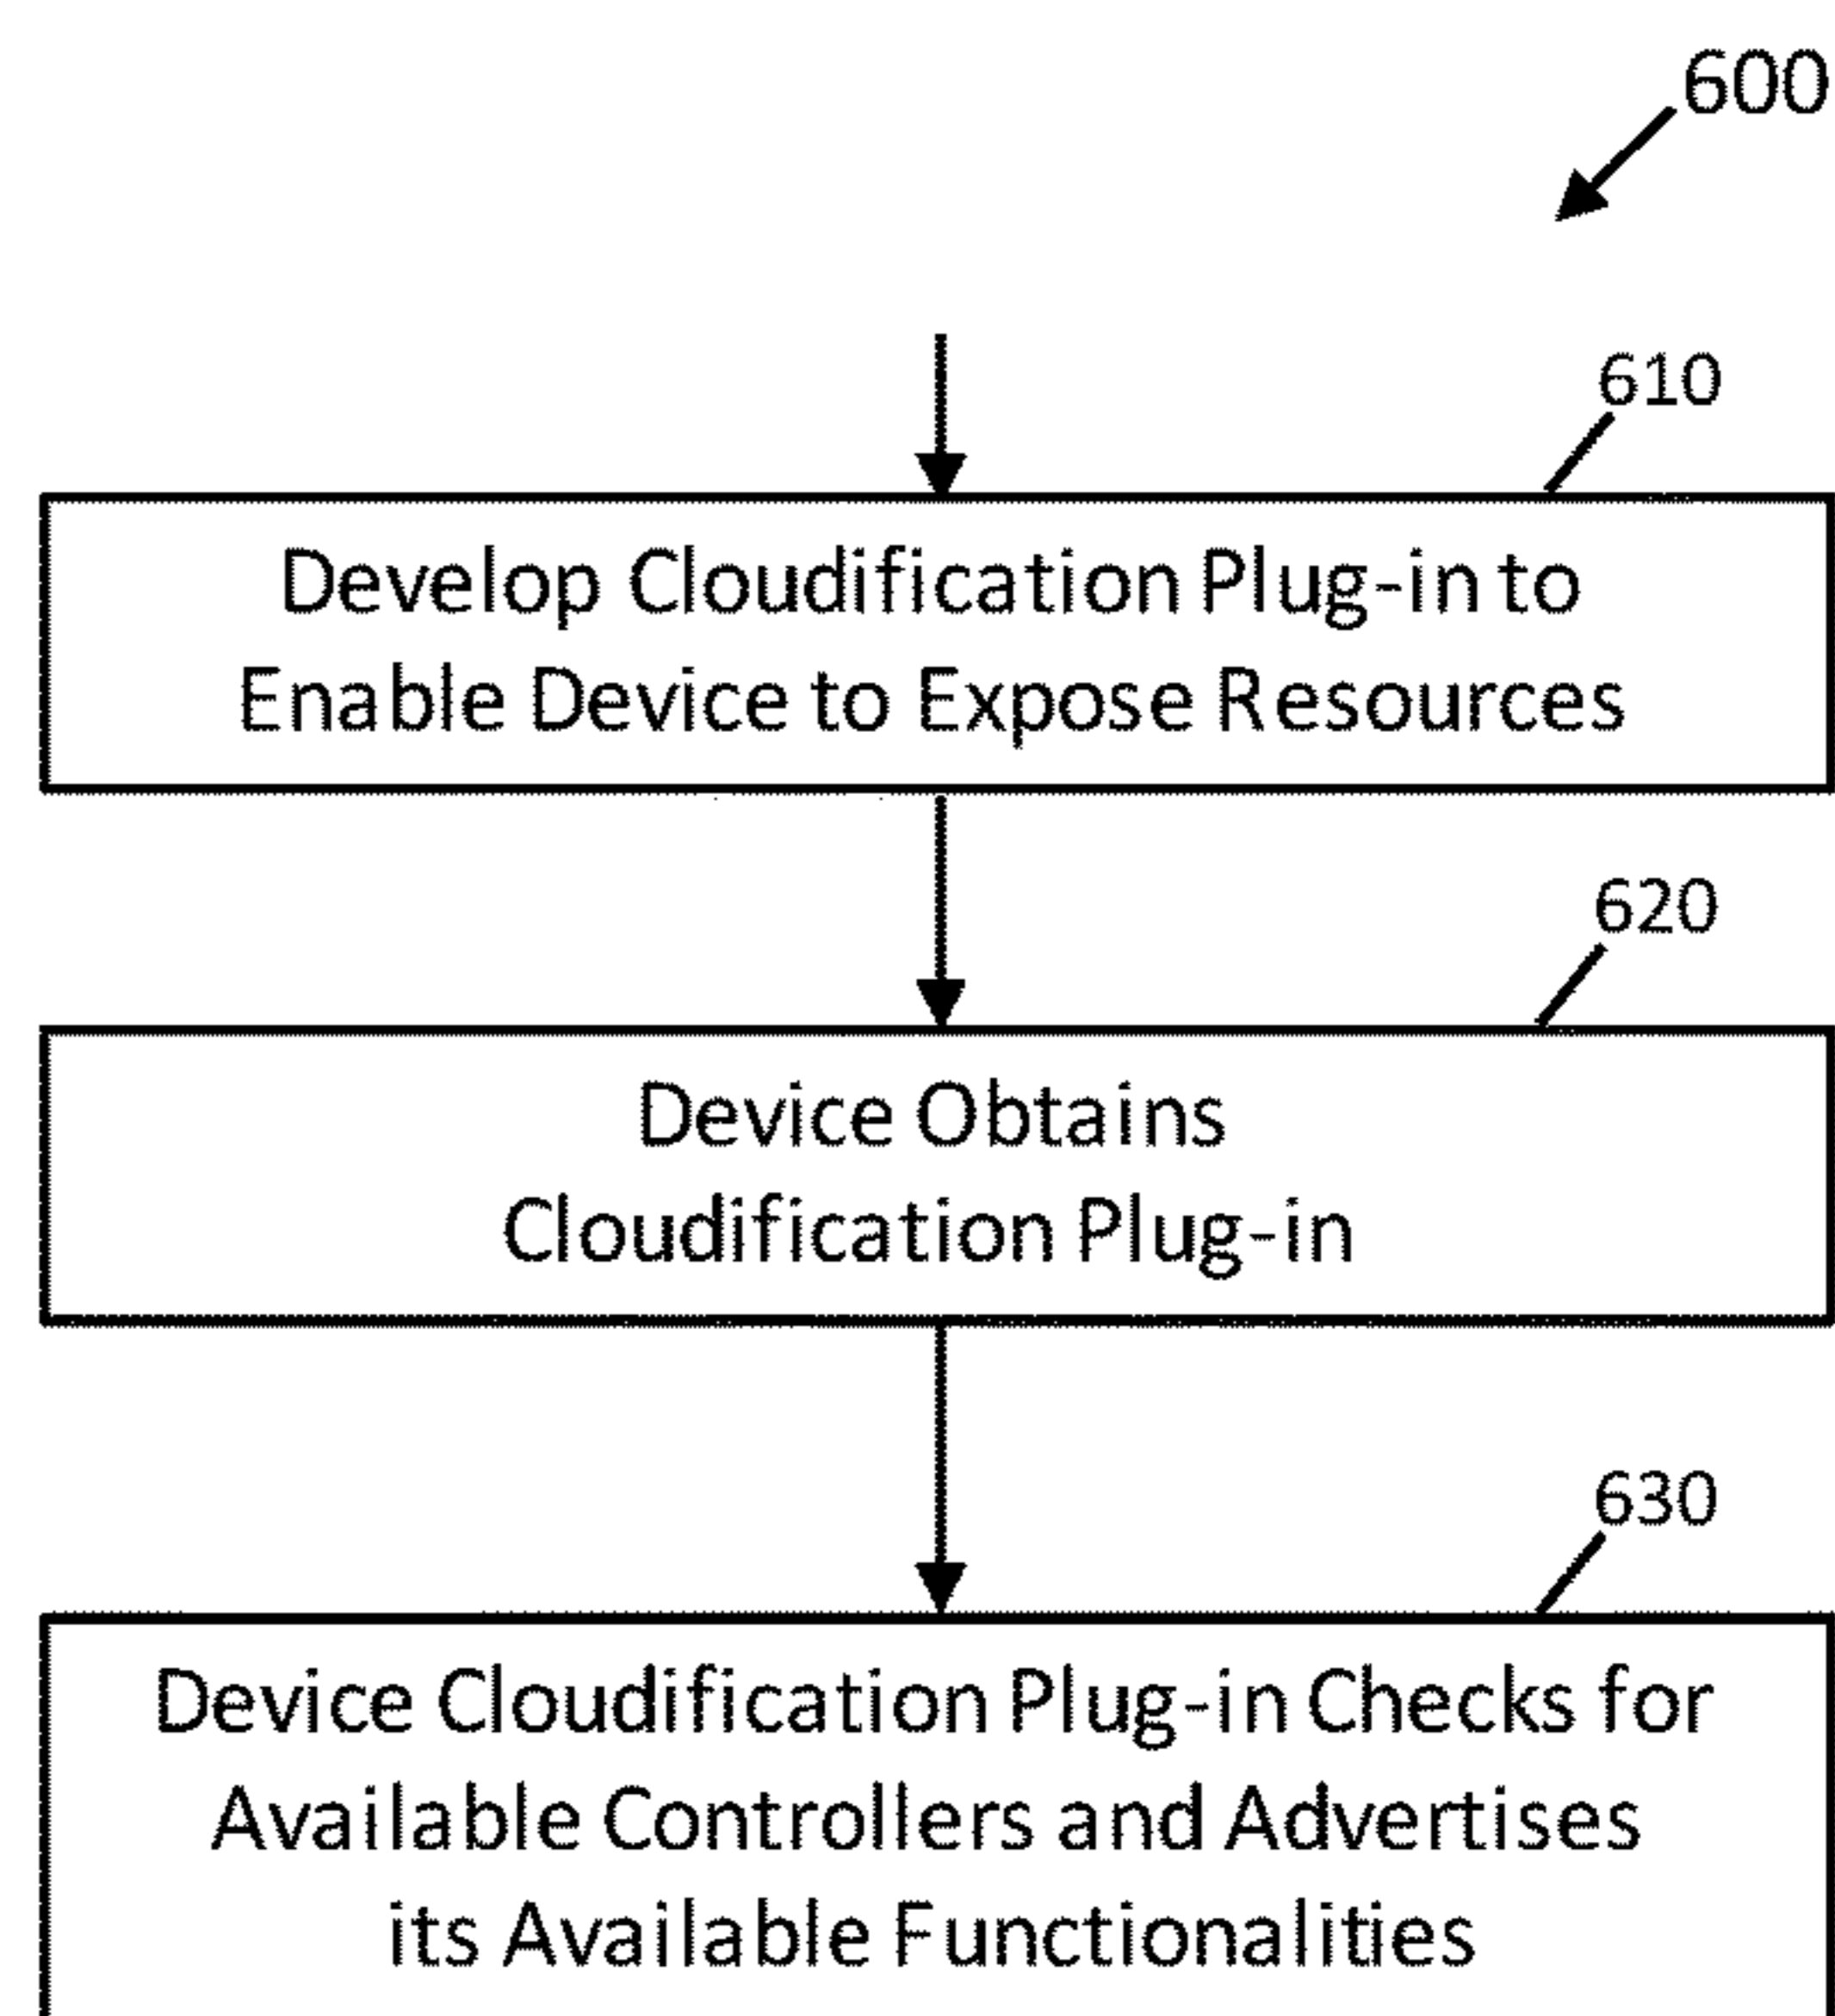 600
610
Develop Cloudification Plug-in to
Enable Device to Expose Resources
620
Device Obtains
Cloudification Plug-in
630
Device Cloudification Plug-in Checks for
Available Controllers and Advertises
its Available Functionalities